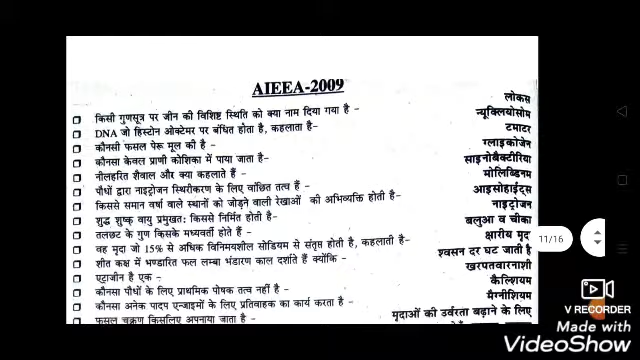 AIEEA-2009
किसी गुणसूत्र पर जीन की विशिष्ट स्थिति को क्या नाम दिया गया है – लोकस
DNA जो हिस्टोन ओक्टेमर पर बंधित होता है, कहलाता है– न्यूक्लियोसोम
कौनसी फसल पेरू मूल की है – टमाटर
कौनसा केवल प्राणी कोशिका में पाया जाता है– ग्लाइकोजेन
नीलहरित शैवाल और क्या कहलाते हैं – साइनोबैक्टीरिया
पौधों द्वारा नाइट्रोजन स्थिरीकरण के लिए वांछित तत्व हैं – मोलिब्डिनम
किससे समान वर्षा वाले स्थानों को जोड़ने वाली रेखाओं की अभिव्यक्ति होती है– आइसोहाईट्स
शुद्ध शुष्क वायु प्रमुखतः किससे निर्मित होती है– नाइट्रोजन
तलछट के गुण किसके मध्यवर्ती होते हैं – बलुआ व चीका
वह मृदा जो 15% से अधिक विनिमयशील सोडियम से संतृप्त होती है, कहलाती है– क्षारीय मृदा
शीत कक्ष में भण्डारित फल लम्बा भंडारण काल दर्शाते हैं क्योंकि – श्वसन दर घट जाती है
एट्राजीन है एक – खरपतवारनाशी
कौनसा पौधों के लिए प्राथमिक पोषक तत्व नहीं है – कैल्शियम
कौनसा अनेक पादप एन्जाइमों के लिए प्रतिवाहक का कार्य करता है – मैग्नीशियम
फसल चक्रण किसलिए अपनाया जाता है – मृदाओं की उर्वरता बढ़ाने के लिए
11/16
V RECORDER
Made with
VideoShow